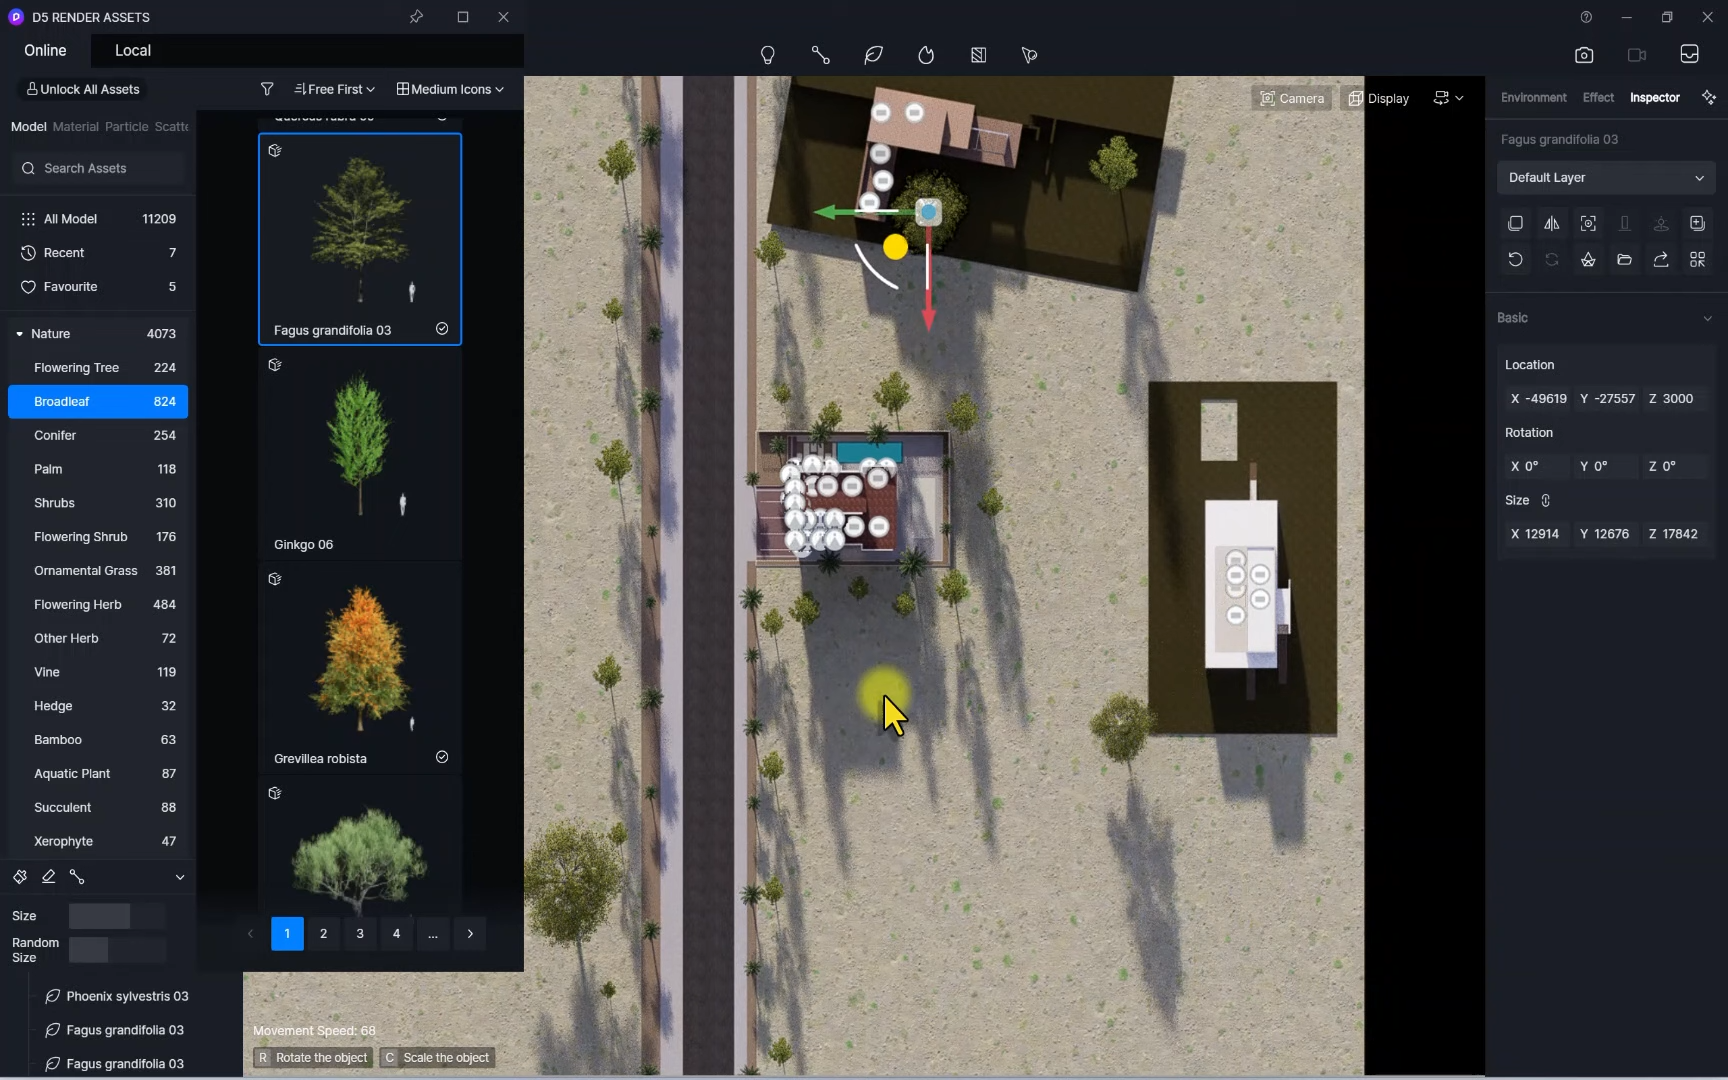 D5 RENDER ASSETS
Online
Local
Unlock All Assets
Free First
Medium Icons
Model
Material
Particle
Scatte
Search Assets
All Model 11209
Recent 7
Favourite 5
Nature 4073
Flowering Tree 224
Broadleaf 824
Conifer 254
Palm 118
Shrubs 310
Flowering Shrub 176
Ornamental Grass 381
Flowering Herb 484
Other Herb 72
Vine 119
Hedge 32
Bamboo 63
Aquatic Plant 87
Succulent 88
Xerophyte 47
Size
Random
Size
Phoenix sylvestris 03
Fagus grandifolia 03
Fagus grandifolia 03
Fagus grandifolia 03
Ginkgo 06
Grevillea robista
1 2 3 4 ...
Movement Speed: 68
R Rotate the object
C Scale the object
Camera
Display
Environment
Effect
Inspector
Fagus grandifolia 03
Default Layer
Basic
Location
X -49619 Y -27557 Z 3000
Rotation
X 0° Y 0° Z 0°
Size
X 12914 Y 12676 Z 17842